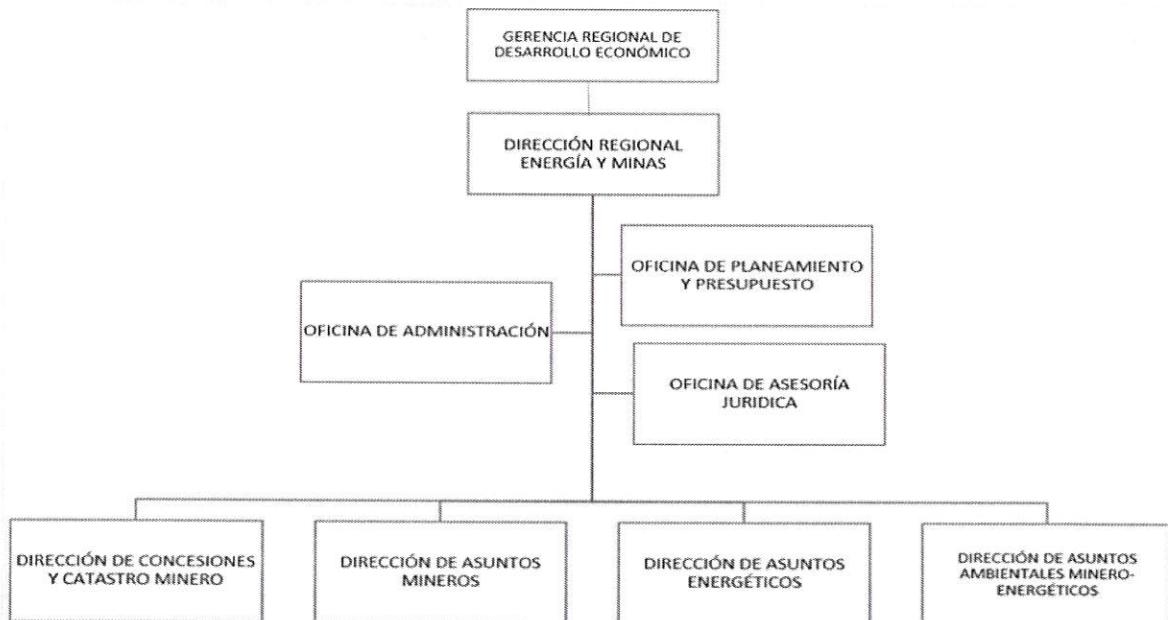 GERENCIA REGIONAL DE
DESARROLLO ECONÓMICO
DIRECCIÓN REGIONAL
ENERGÍA Y MINAS
OFICINA DE PLANEAMIENTO
Y PRESUPUESTO
OFICINA DE ADMINISTRACIÓN
OFICINA DE ASESORÍA
JURIDICA
DIRECCIÓN DE CONCESIONES
Y CATASTRO MINERO
DIRECCIÓN DE ASUNTOS
MINEROS
DIRECCIÓN DE ASUNTOS
ENERGÉTICOS
DIRECCIÓN DE ASUNTOS
AMBIENTALES MINERO-
ENERGÉTICOS